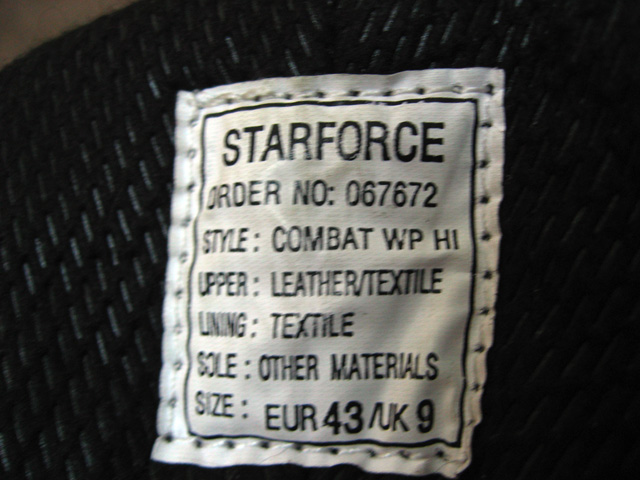 STARFORCE
ORDER NO: 067672
STYLE: COMBAT WP HI
UPPER: LEATHER/TEXTILE
LINING: TEXTILE
SOLE: OTHER MATERIALS
SIZE: EUR 43/UK 9